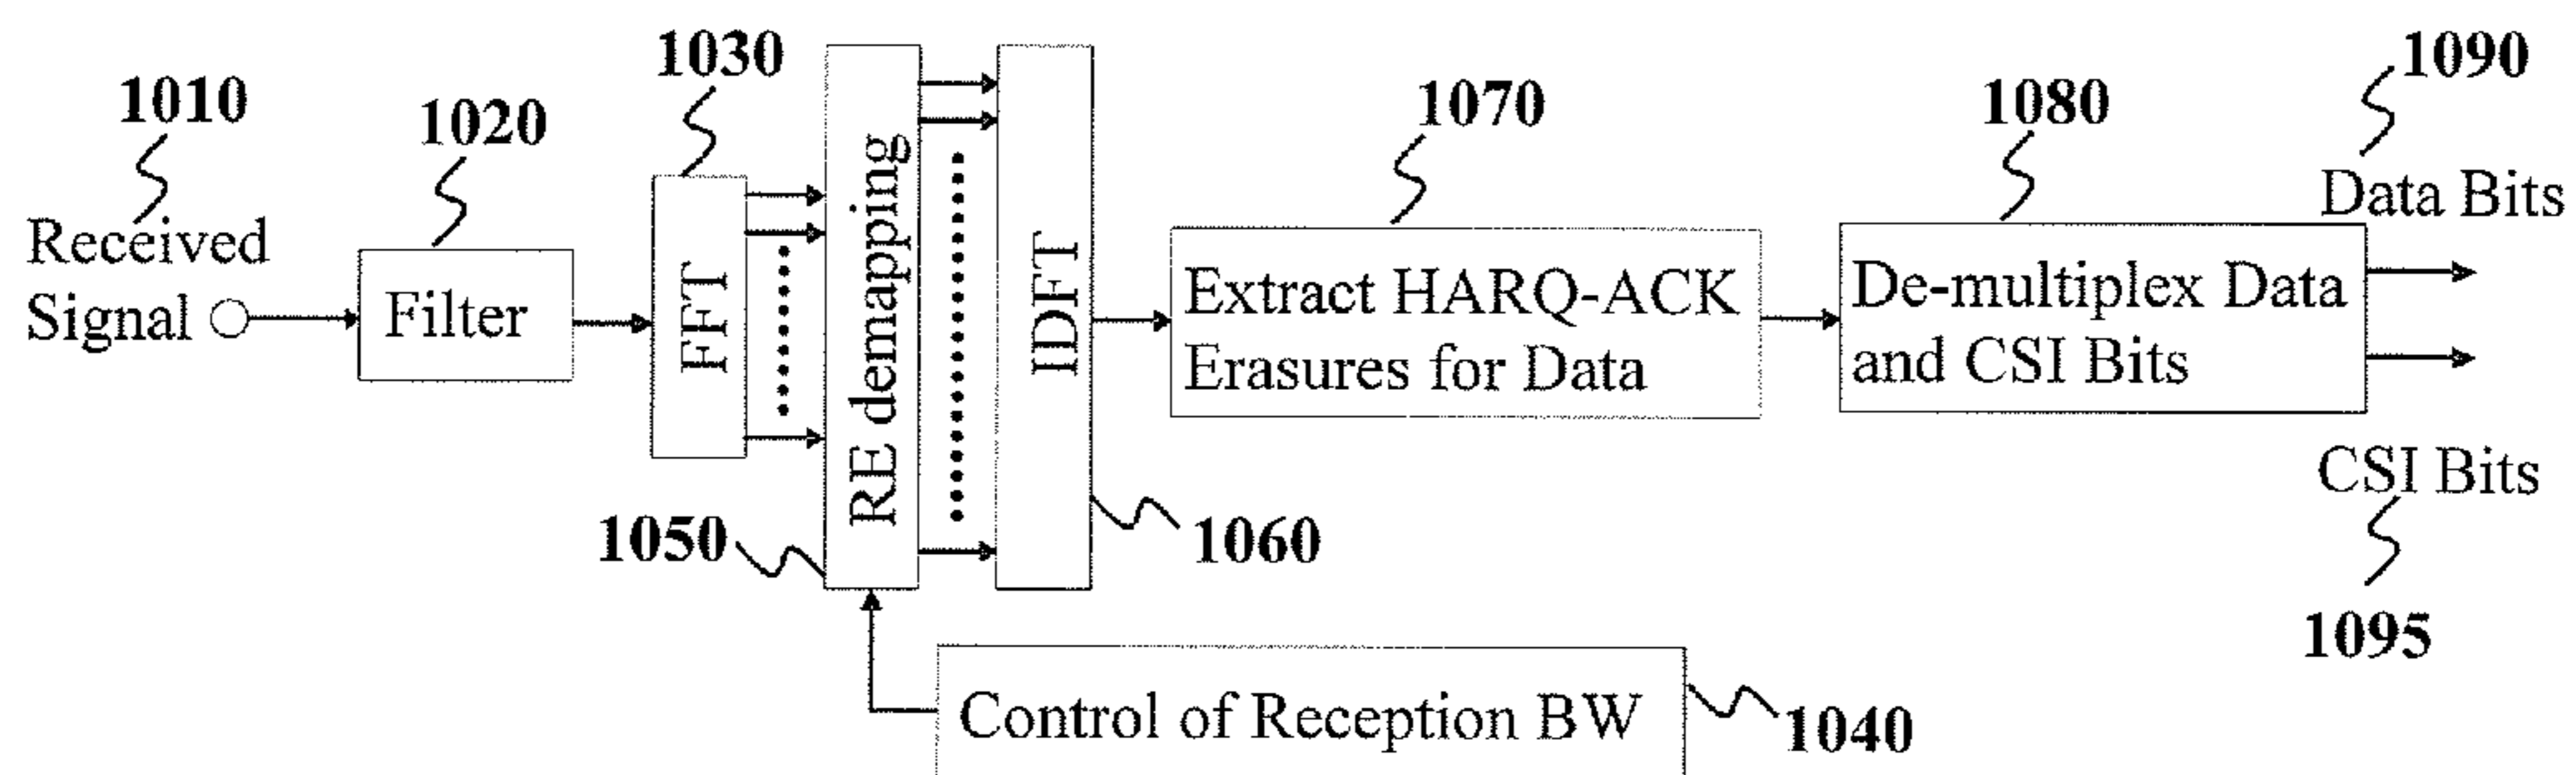 1010
Received
Signal
1020
Filter
1030
FFT
RE demapping
1050
IDFT
1060
1070
Extract HARQ-ACK
Erasures for Data
1080
De-multiplex Data
and CSI Bits
1090
Data Bits
CSI Bits
1095
Control of Reception BW
1040